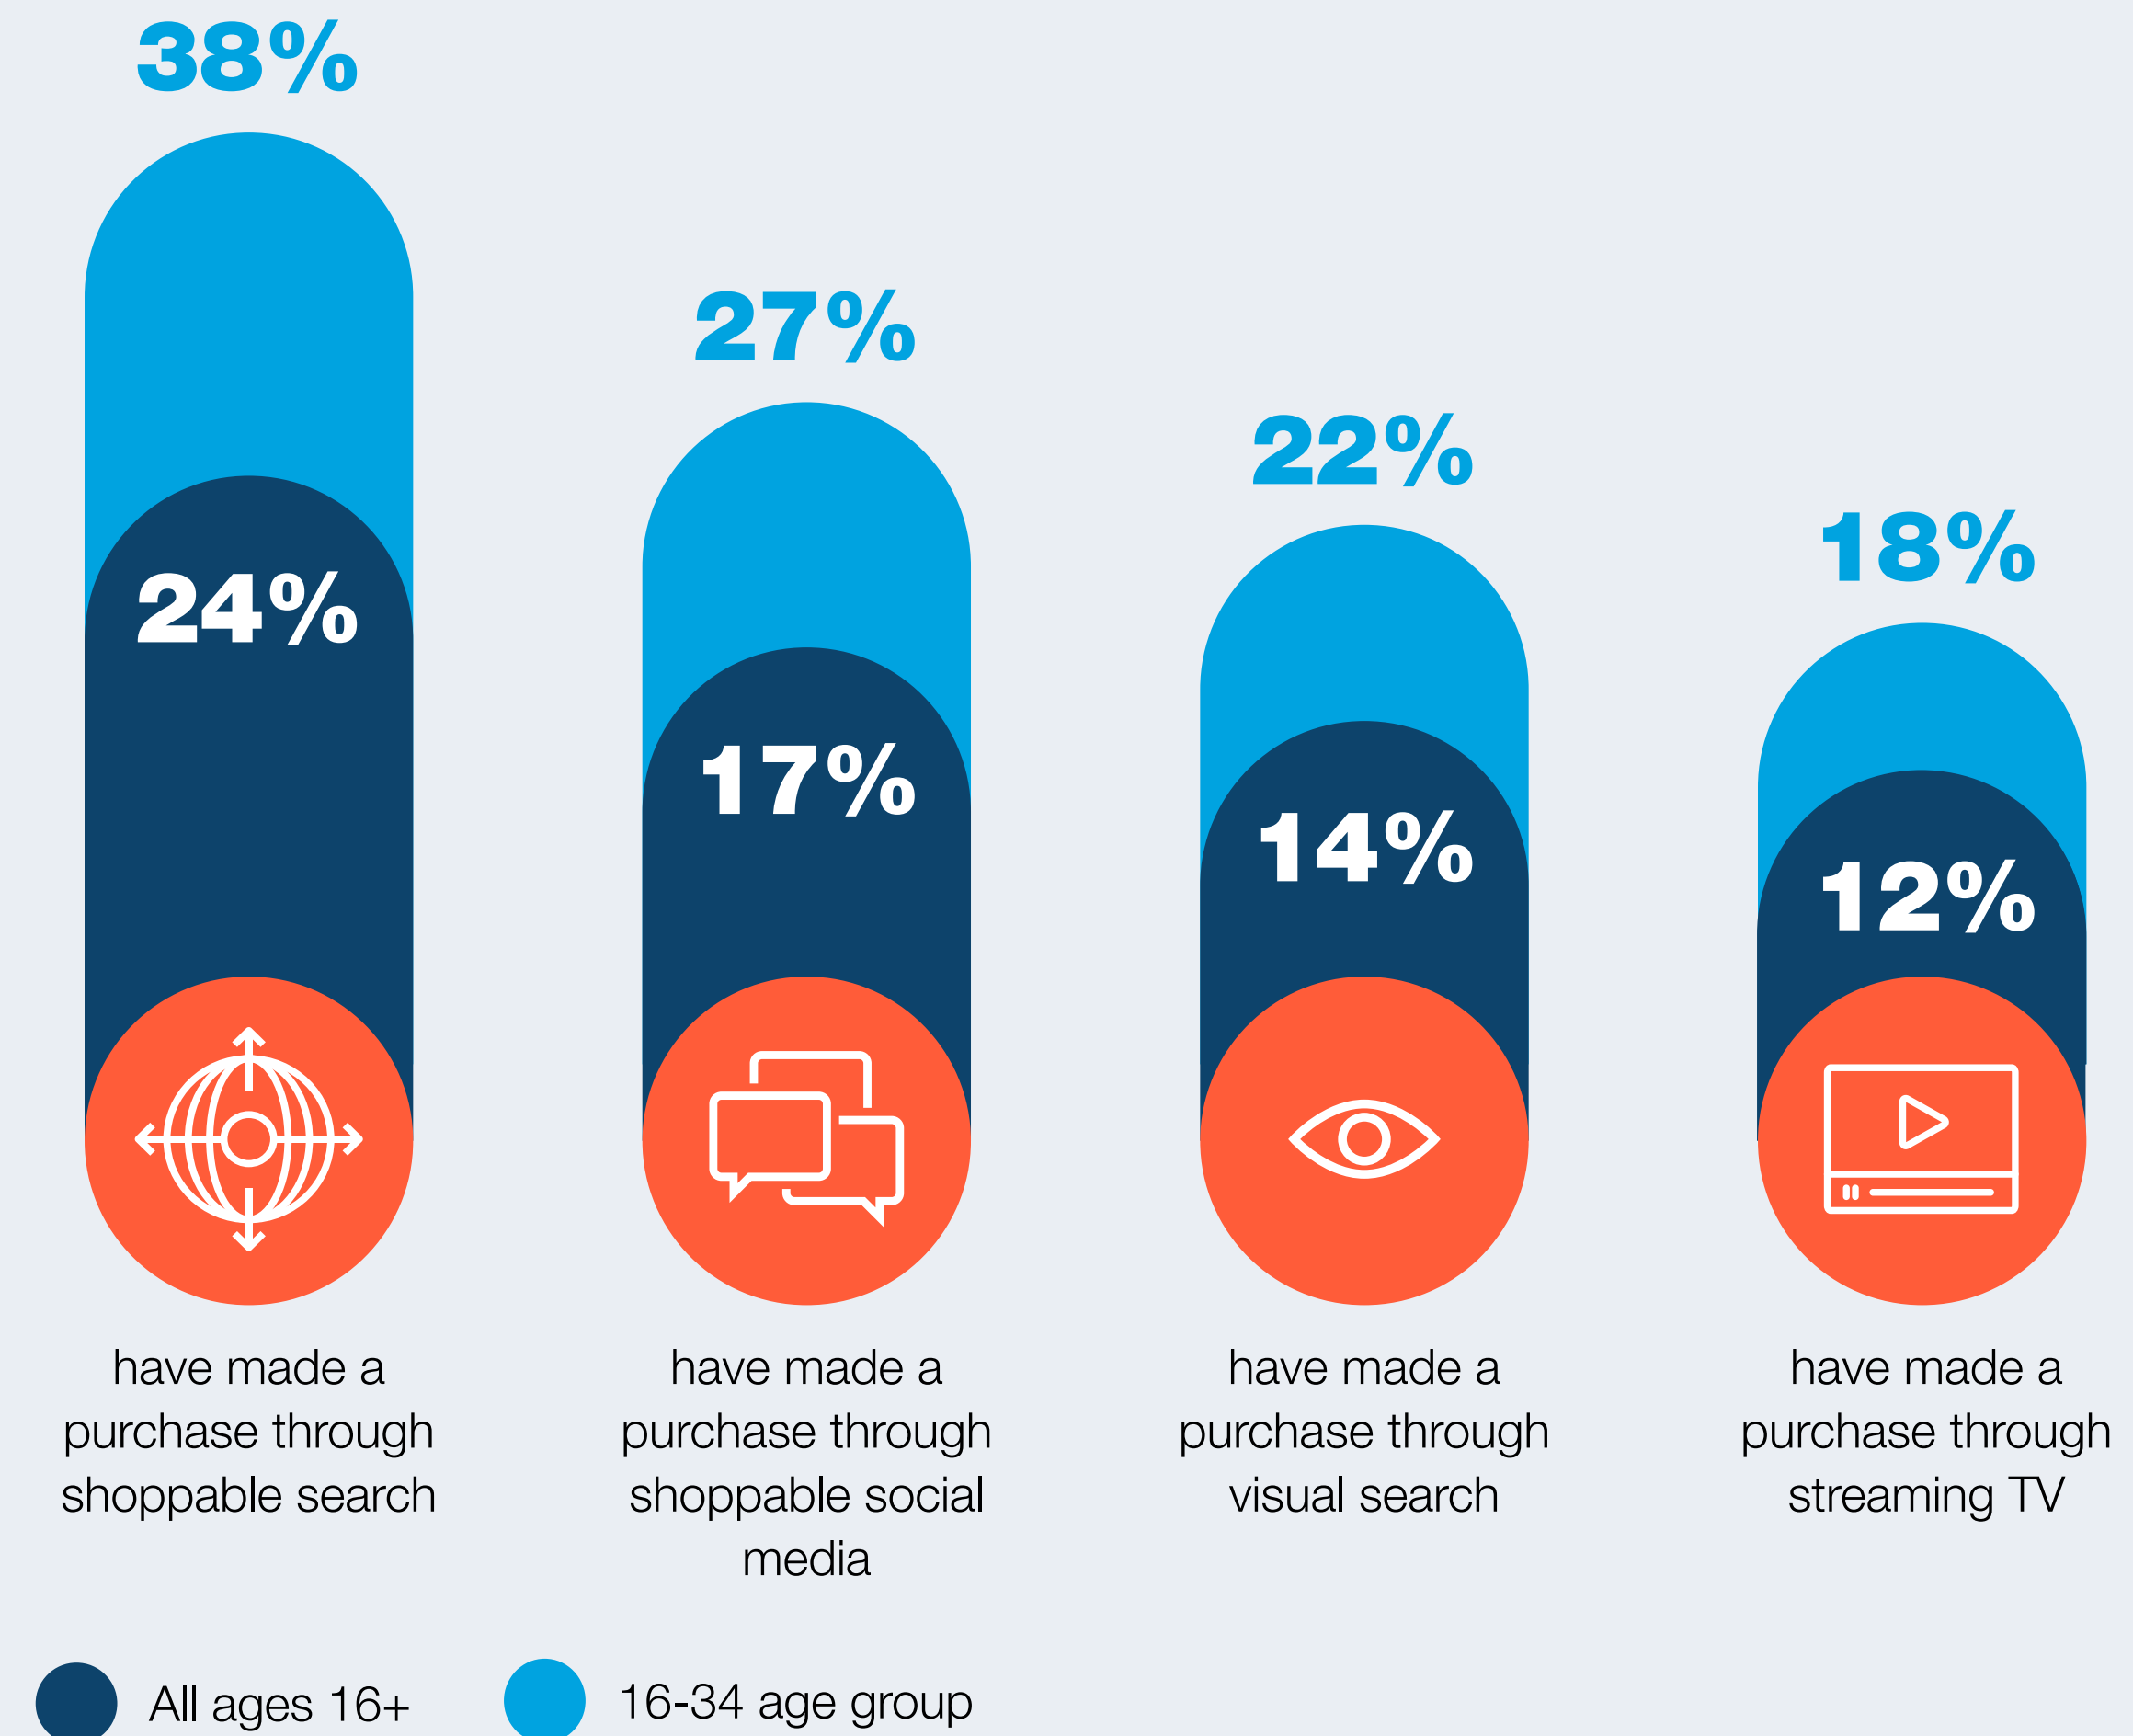 38%
24%
have made a
purchase though
shoppable search
27%
17%
have made a
purchase through
shoppable social
media
22%
14%
have made a
purchase through
visual search
18%
12%
have made a
purchase through
streaming TV
All ages 16+
16-34 age group